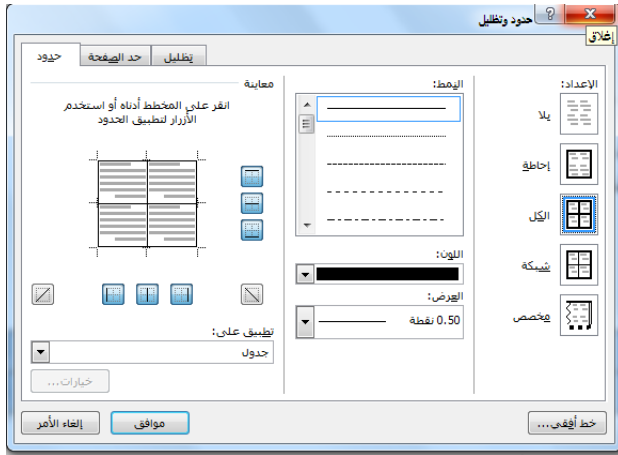 حدود وتظليل
إغلاق
حدود
حد الصفحة
تظليل
الإعداد:
بلا
إحاطة
الكل
شبكة
مخصص
النمط:
اللون:
العرض:
0.50 نقطة
معاينة
انقر على المخطط أدناه أو استخدم
الأزرار لتطبيق الحدود
تطبيق على:
جدول
خيارات...
خط أفقي...
موافق
إلغاء الأمر